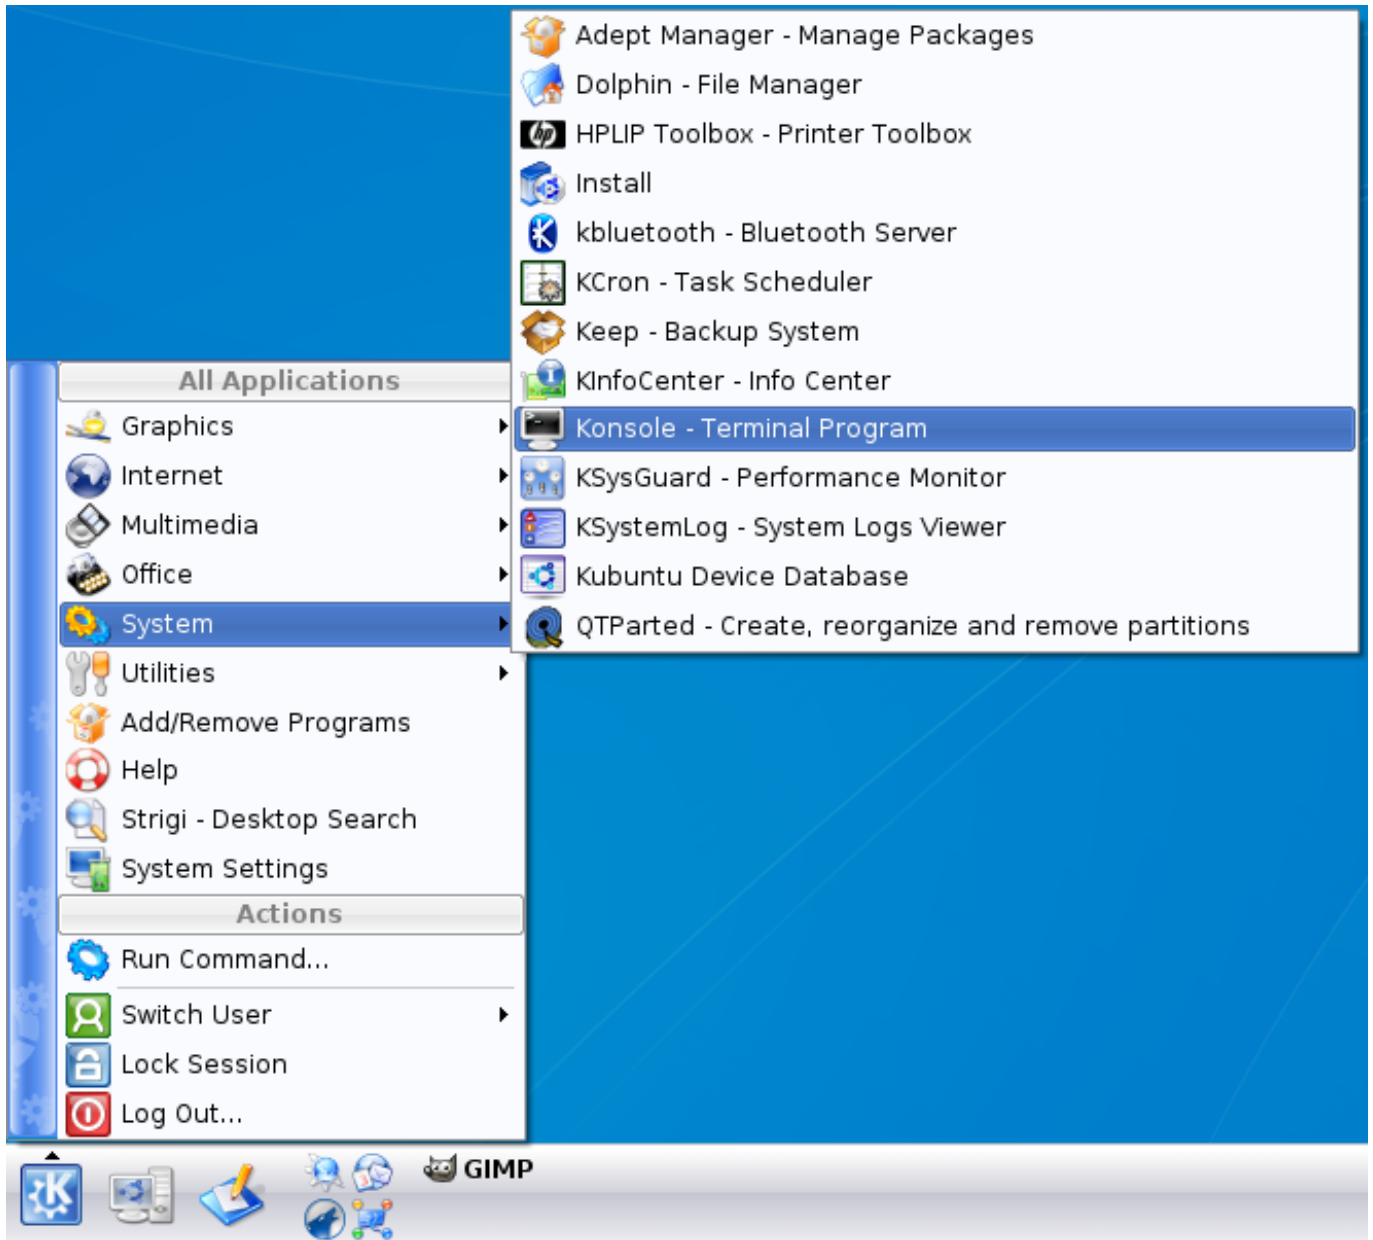 Adept Manager - Manage Packages
Dolphin - File Manager
hp HPLIP Toolbox - Printer Toolbox
Install
kbluetooth - Bluetooth Server
KCron - Task Scheduler
Keep - Backup System
KInfoCenter - Info Center
Konsole - Terminal Program
KSysGuard - Performance Monitor
KSystemLog - System Logs Viewer
Kubuntu Device Database
QTParted - Create, reorganize and remove partitions
All Applications
Graphics
Internet
Multimedia
Office
System
Utilities
Add/Remove Programs
Help
Strigi - Desktop Search
System Settings
Actions
Run Command...
Switch User
Lock Session
Log Out...
K
GIMP